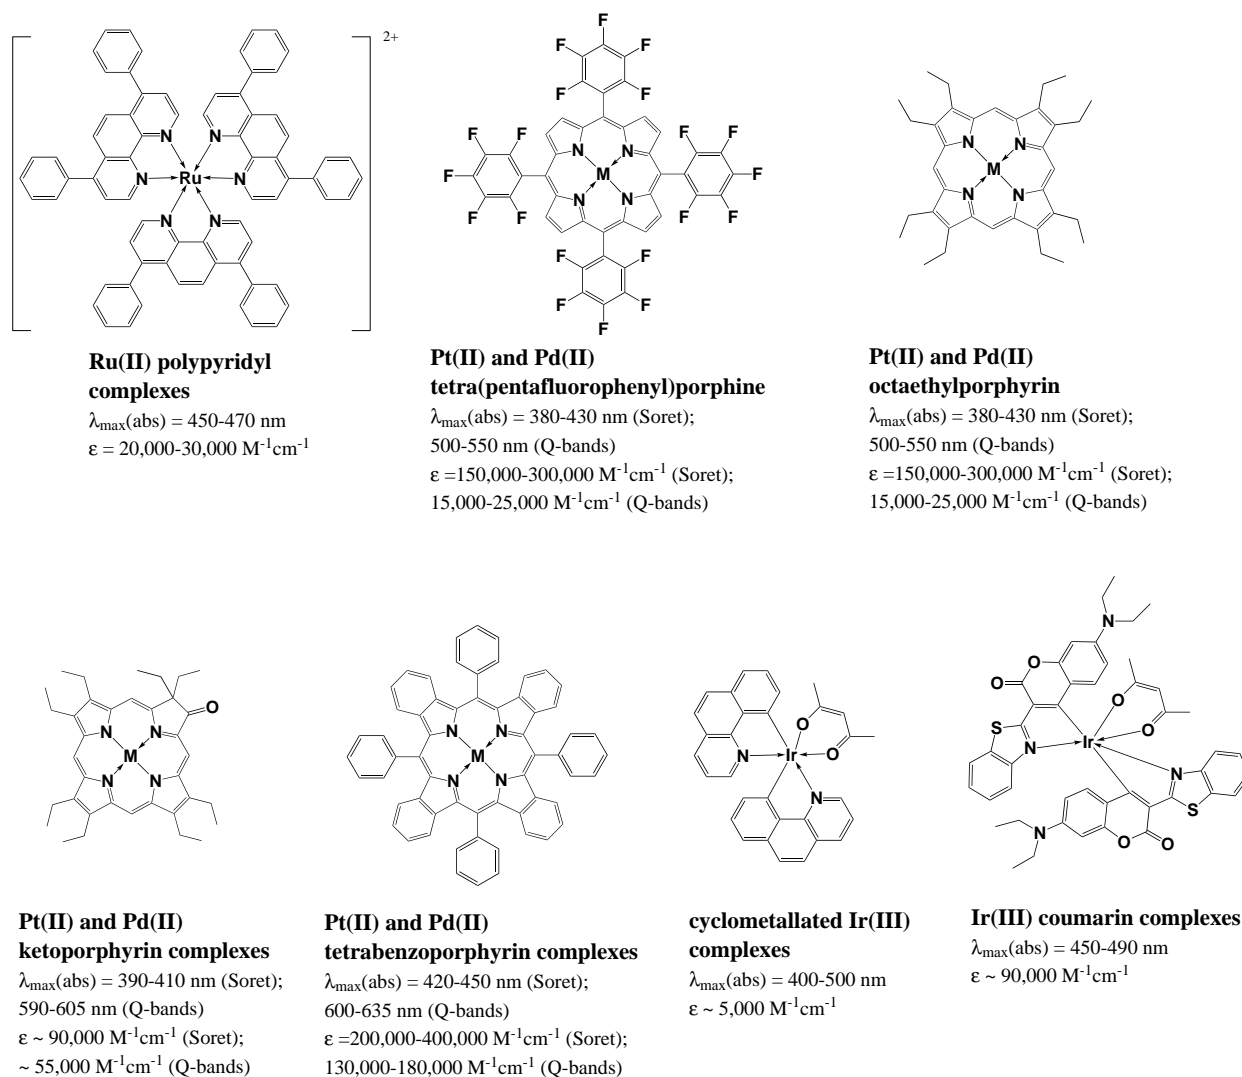 2+
F F F F F
N N N N N N Ru
F F F F F
N N N N M
F F F F F
F F F F F
N N N N M
Ru(II) polypyridyl
complexes
λmax(abs) = 450-470 nm
ε = 20,000-30,000 M-1cm-1
Pt(II) and Pd(II)
tetra(pentafluorophenyl)porphine
λmax(abs) = 380-430 nm (Soret);
500-550 nm (Q-bands)
ε =150,000-300,000 M-1cm-1 (Soret);
15,000-25,000 M-1cm-1 (Q-bands)
Pt(II) and Pd(II)
octaethylporphyrin
λmax(abs) = 380-430 nm (Soret);
500-550 nm (Q-bands)
ε =150,000-300,000 M-1cm-1 (Soret);
15,000-25,000 M-1cm-1 (Q-bands)
O
N N
M
N N
N N
M
N N
O
N Ir O
N
N
O
O
O
S
N Ir O
N
S
N O O
Pt(II) and Pd(II)
ketoporphyrin complexes
λmax(abs) = 390-410 nm (Soret);
590-605 nm (Q-bands)
ε ~ 90,000 M-1cm-1 (Soret);
~ 55,000 M-1cm-1 (Q-bands)
Pt(II) and Pd(II)
tetrabenzoporphyrin complexes
λmax(abs) = 420-450 nm (Soret);
600-635 nm (Q-bands)
ε =200,000-400,000 M-1cm-1 (Soret);
130,000-180,000 M-1cm-1 (Q-bands)
cyclometallated Ir(III)
complexes
λmax(abs) = 400-500 nm
ε ~ 5,000 M-1cm-1
Ir(III) coumarin complexes
λmax(abs) = 450-490 nm
ε ~ 90,000 M-1cm-1